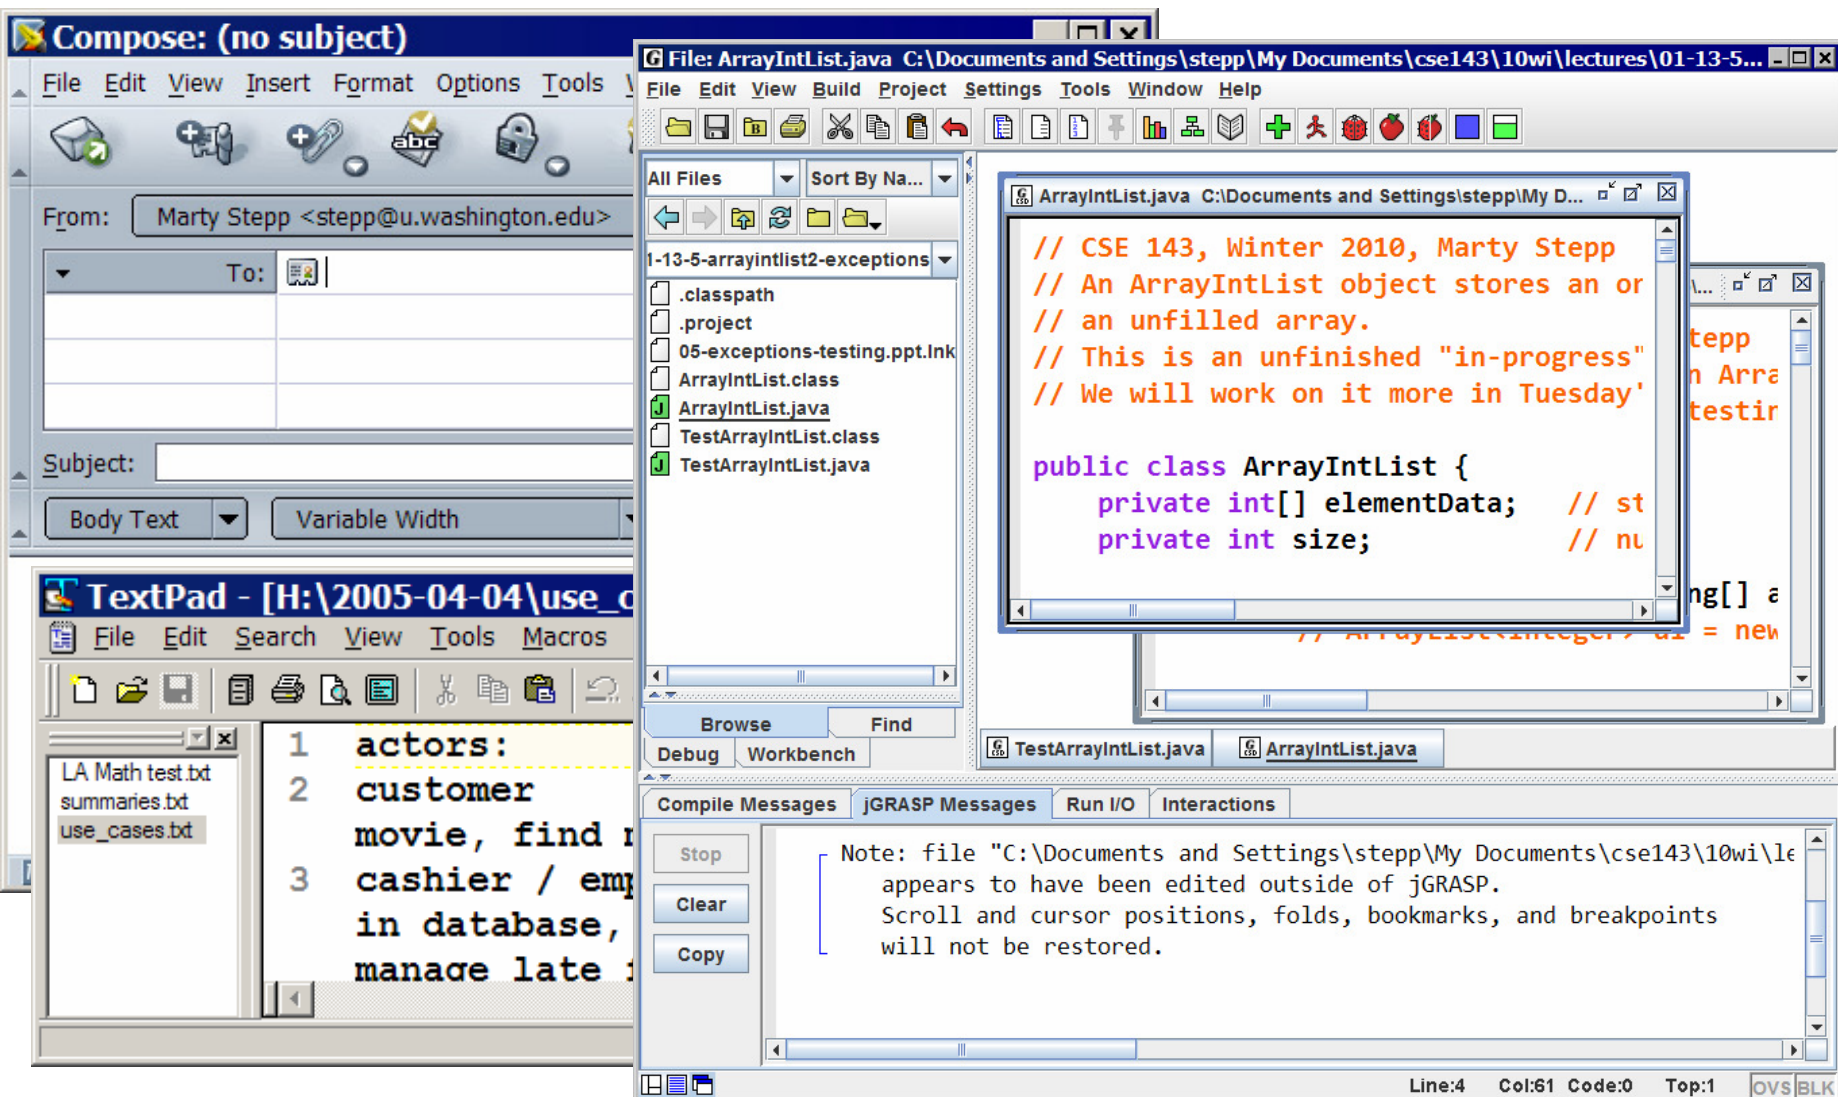 Compose: (no subject)
File Edit View Insert Format Options Tools
abc
From: Marty Stepp <stepp@u.washington.edu>
To:
Subject:
Body Text Variable Width
TextPad - [H:\2005-04-04\use_c
File Edit Search View Tools Macros
LA Math test.txt
summaries.txt
use_cases.txt
1 actors:
2 customer
movie, find
3 cashier / emp
in database,
manage late
File: ArrayIntList.java C:\Documents and Settings\stepp\My Documents\cse143\10wi\lectures\01-13-5...
File Edit View Build Project Settings Tools Window Help
All Files Sort By Na...
1-13-5-arrayintlist2-exceptions
.classpath
.project
05-exceptions-testing.ppt.lnk
ArrayIntList.class
ArrayIntList.java
TestArrayIntList.class
TestArrayIntList.java
Browse Find
Debug Workbench
ArrayIntList.java C:\Documents and Settings\stepp\My D...
// CSE 143, Winter 2010, Marty Stepp
// An ArrayIntList object stores an or
// an unfilled array.
// This is an unfinished "in-progress"
// We will work on it more in Tuesday'
public class ArrayIntList {
private int[] elementData; // st
private int size; // nu
\...
tepp
n Arra
testin
ng[] a
// ArrayList<Integer> al = new
TestArrayIntList.java ArrayIntList.java
Compile Messages jGRASP Messages Run I/O Interactions
Stop
Clear
Copy
Note: file "C:\Documents and Settings\stepp\My Documents\cse143\10wi\le
appears to have been edited outside of jGRASP.
Scroll and cursor positions, folds, bookmarks, and breakpoints
will not be restored.
Line:4 Col:61 Code:0 Top:1 OVS BLK